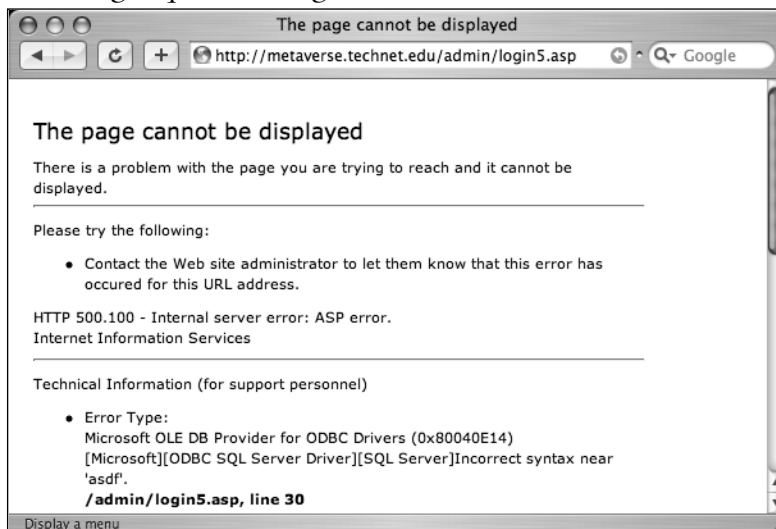 The page cannot be displayed
http://metaverse.technet.edu/admin/login5.asp
Google
The page cannot be displayed
There is a problem with the page you are trying to reach and it cannot be
displayed.
Please try the following:
• Contact the Web site administrator to let them know that this error has
occured for this URL address.
HTTP 500.100 - Internal server error: ASP error.
Internet Information Services
Technical Information (for support personnel)
• Error Type:
Microsoft OLE DB Provider for ODBC Drivers (0x80040E14)
[Microsoft][ODBC SQL Server Driver][SQL Server]Incorrect syntax near
'asdf'.
/admin/login5.asp, line 30
Display a menu